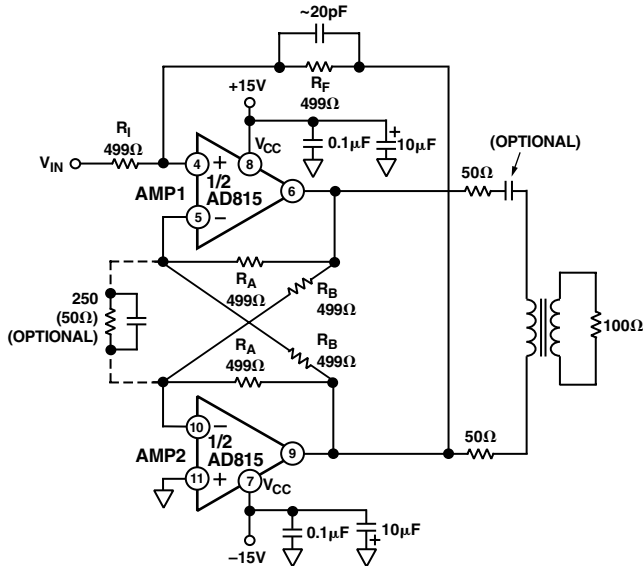 ~20pF
R_F
499Ω
+15V
R_I
499Ω
V_CC
0.1μF
+
10μF
(OPTIONAL)
V_IN
4
+
8
1/2
AD815
AMP1
6
50Ω
5
−
R_A
499Ω
R_B
499Ω
250
(50Ω)
(OPTIONAL)
100Ω
R_A
499Ω
R_B
499Ω
10
−
1/2
AD815
AMP2
9
50Ω
11
+
7
V_CC
0.1μF
10μF
+
−15V